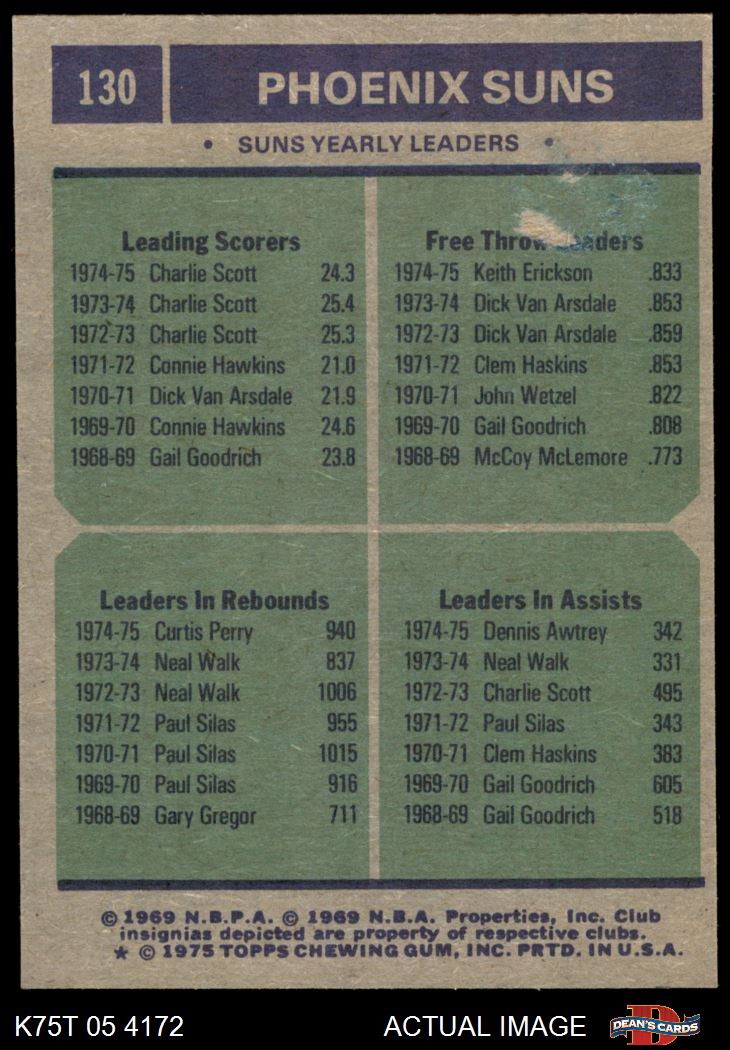 130 PHOENIX SUNS
• SUNS YEARLY LEADERS •
Leading Scorers
1974-75 Charlie Scott 24.3
1973-74 Charlie Scott 25.4
1972-73 Charlie Scott 25.3
1971-72 Connie Hawkins 21.0
1970-71 Dick Van Arsdale 21.9
1969-70 Connie Hawkins 24.6
1968-69 Gail Goodrich 23.8
Free Throw Leaders
1974-75 Keith Erickson .833
1973-74 Dick Van Arsdale .853
1972-73 Dick Van Arsdale .859
1971-72 Clem Haskins .853
1970-71 John Wetzel .822
1969-70 Gail Goodrich .808
1968-69 McCoy McLemore .773
Leaders In Rebounds
1974-75 Curtis Perry 940
1973-74 Neal Walk 837
1972-73 Neal Walk 1006
1971-72 Paul Silas 955
1970-71 Paul Silas 1015
1969-70 Paul Silas 916
1968-69 Gary Gregor 711
Leaders In Assists
1974-75 Dennis Awtrey 342
1973-74 Neal Walk 331
1972-73 Charlie Scott 495
1971-72 Paul Silas 343
1970-71 Clem Haskins 383
1969-70 Gail Goodrich 605
1968-69 Gail Goodrich 518
© 1969 N.B.P.A. © 1969 N.B.A. Properties, Inc. Club
insignias depicted are property of respective clubs.
★ © 1975 TOPPS CHEWING GUM, INC. PRTD. IN U.S.A.
K75T 05 4172 ACTUAL IMAGE D DEAN'S CARDS